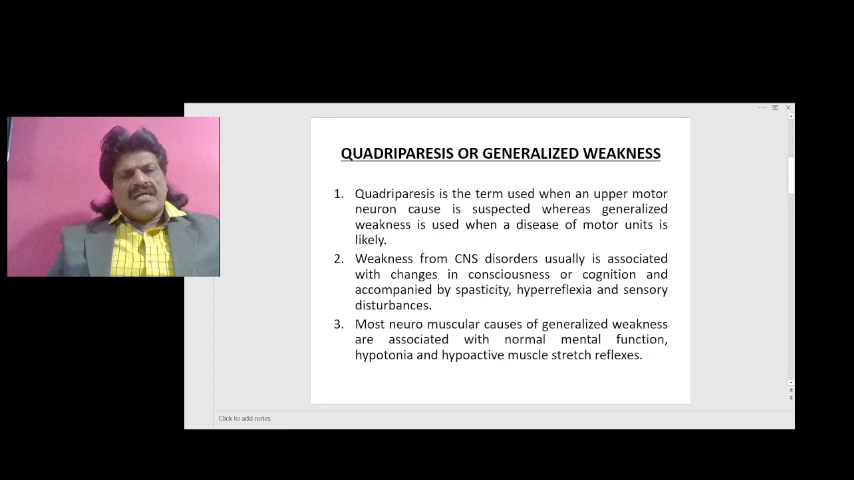 QUADRIPARESIS OR GENERALIZED WEAKNESS
1. Quadriparesis is the term used when an upper motor
neuron cause is suspected whereas generalized
weakness is used when a disease of motor units is
likely.
2. Weakness from CNS disorders usually is associated
with changes in consciousness or cognition and
accompanied by spasticity, hyperreflexia and sensory
disturbances.
3. Most neuro muscular causes of generalized weakness
are associated with normal mental function,
hypotonia and hypoactive muscle stretch reflexes.
Click to add notes